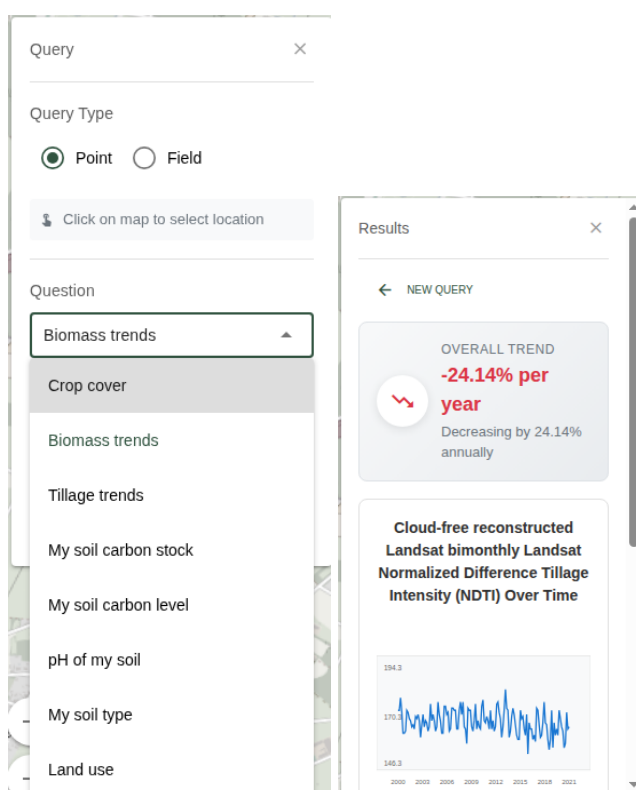 Query
Query Type
Point
Field
Click on map to select location
Question
Biomass trends
Crop cover
Biomass trends
Tillage trends
My soil carbon stock
My soil carbon level
pH of my soil
My soil type
Land use
Results
NEW QUERY
OVERALL TREND
-24.14% per
year
Decreasing by 24.14%
annually
Cloud-free reconstructed
Landsat bimonthly Landsat
Normalized Difference Tillage
Intensity (NDTI) Over Time
194.3
170.3
146.3
2000 2003 2006 2009 2012 2015 2018 2021